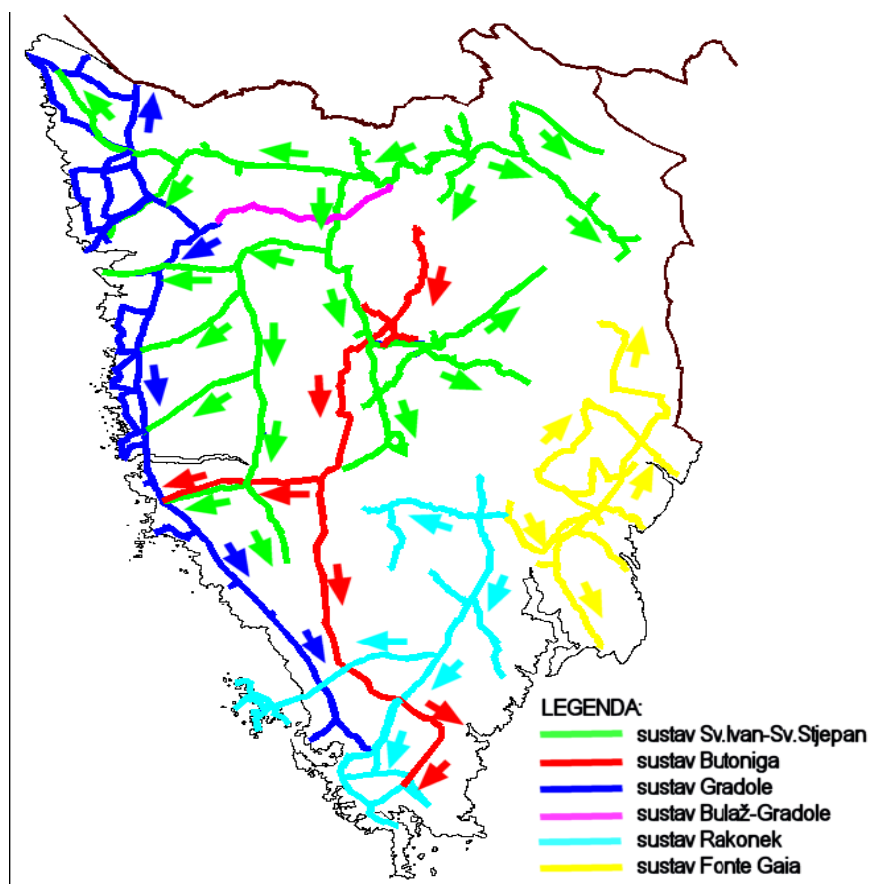 LEGENDA:
sustav Sv.Ivan-Sv.Stjepan
sustav Butoniga
sustav Gradole
sustav Bulaž-Gradole
sustav Rakonek
sustav Fonte Gaia